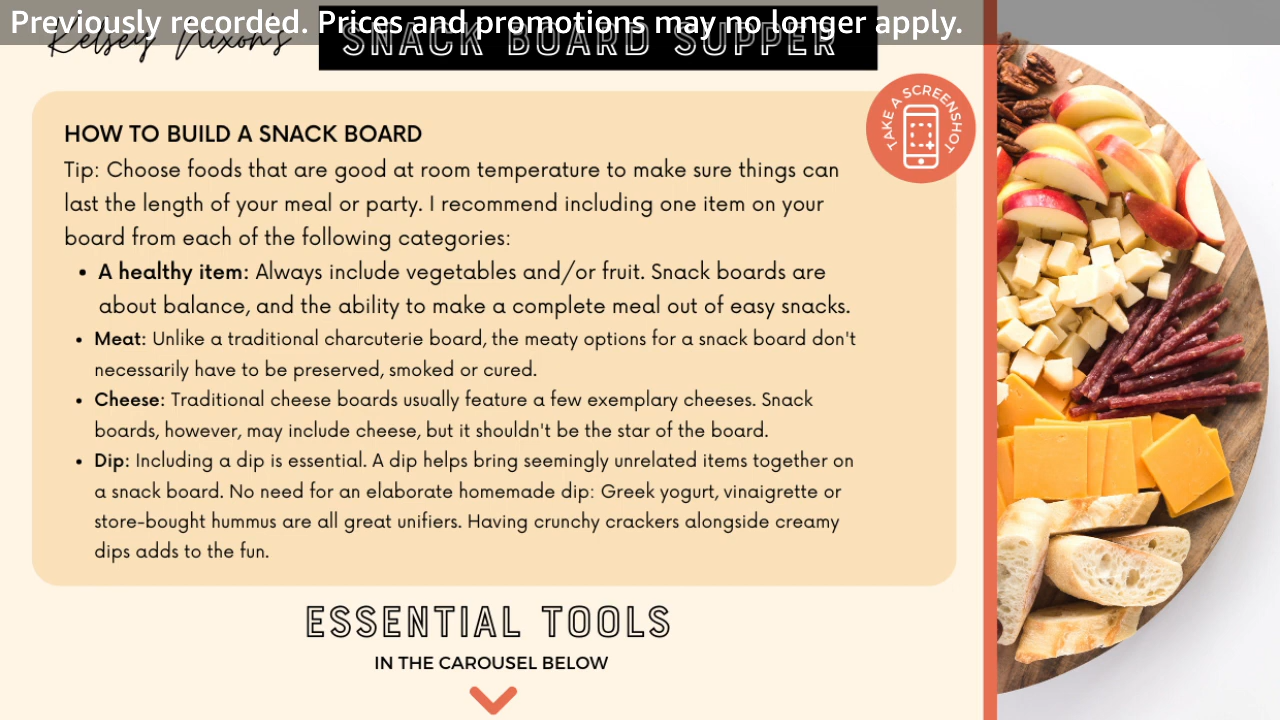 Previously recorded. Prices and promotions may no longer apply.
Kelsey Nixon's
SNACK BOARD SUPPER
TAKE A SCREENSHOT
HOW TO BUILD A SNACK BOARD
Tip: Choose foods that are good at room temperature to make sure things can
last the length of your meal or party. I recommend including one item on your
board from each of the following categories:
• A healthy item: Always include vegetables and/or fruit. Snack boards are
about balance, and the ability to make a complete meal out of easy snacks.
• Meat: Unlike a traditional charcuterie board, the meaty options for a snack board don't
necessarily have to be preserved, smoked or cured.
• Cheese: Traditional cheese boards usually feature a few exemplary cheeses. Snack
boards, however, may include cheese, but it shouldn't be the star of the board.
• Dip: Including a dip is essential. A dip helps bring seemingly unrelated items together on
a snack board. No need for an elaborate homemade dip: Greek yogurt, vinaigrette or
store-bought hummus are all great unifiers. Having crunchy crackers alongside creamy
dips adds to the fun.
ESSENTIAL TOOLS
IN THE CAROUSEL BELOW